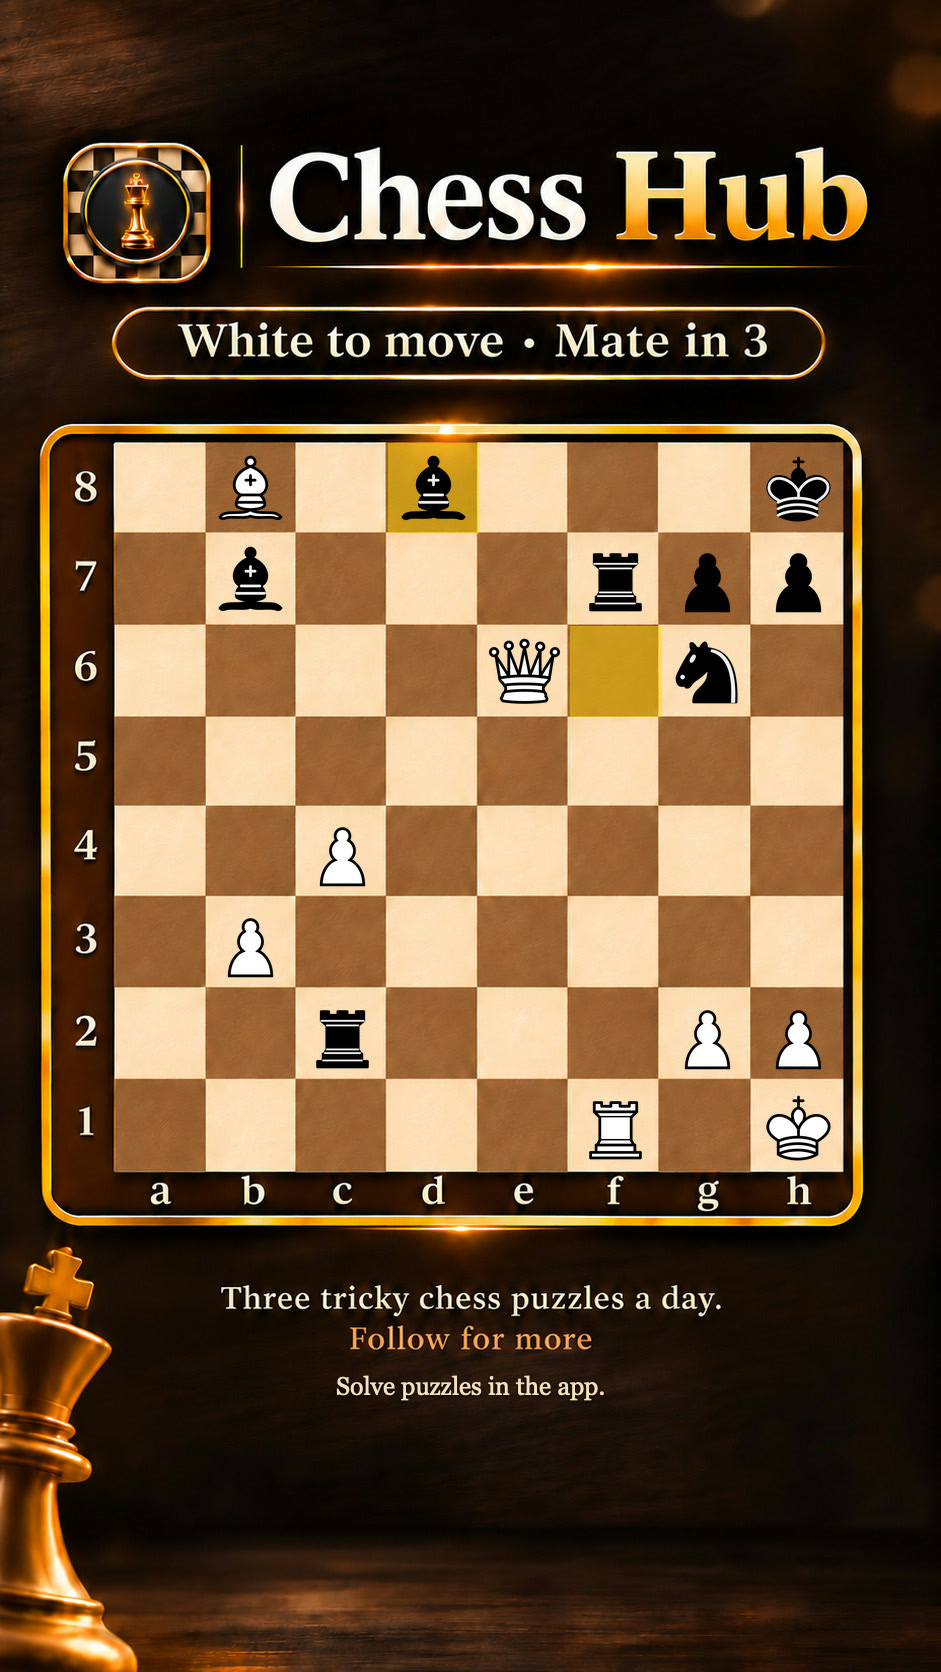 Chess Hub
White to move • Mate in 3
8
7
6
5
4
3
2
1
a b c d e f g h
Three tricky chess puzzles a day.
Follow for more
Solve puzzles in the app.